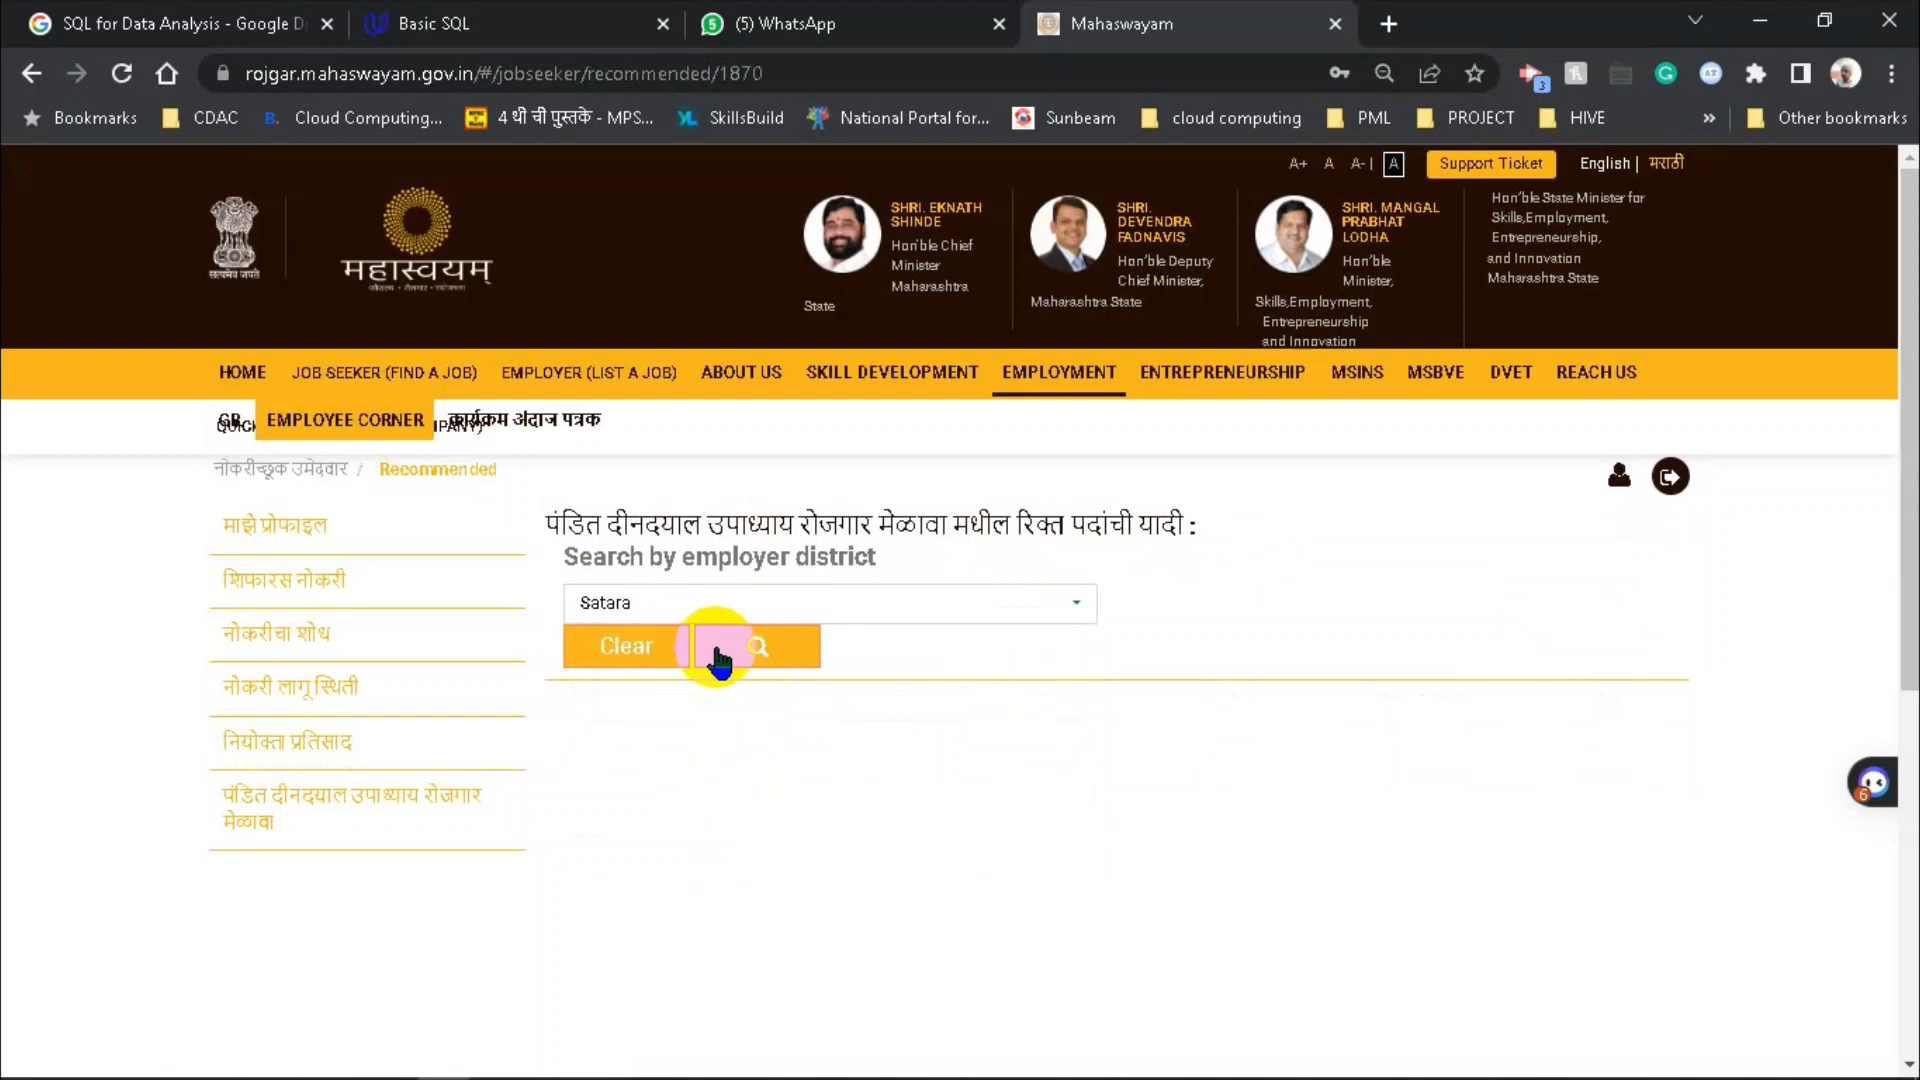 SQL for Data Analysis - Google D
Basic SQL
(5) WhatsApp
Mahaswayam
rojgar.mahaswayam.gov.in/#/jobseeker/recommended/1870
3
Bookmarks
CDAC
Cloud Computing...
4 थी ची पुस्तके - MPS...
SkillsBuild
National Portal for...
Sunbeam
cloud computing
PML
PROJECT
HIVE
»
Other bookmarks
A+ A A- | A
Support Ticket
English | मराठी
सत्यमेव जयते
महास्वयम्
SHRI. EKNATH
SHINDE
Hon'ble Chief
Minister
Maharashtra
State
SHRI.
DEVENDRA
FADNAVIS
Hon'ble Deputy
Chief Minister,
Maharashtra State
SHRI. MANGAL
PRABHAT
LODHA
Hon'ble
Minister,
Skills,Employment,
Entrepreneurship
and Innovation
Hon'ble State Minister for
Skills,Employment,
Entrepreneurship,
and Innovation
Maharashtra State
HOME JOB SEEKER (FIND A JOB) EMPLOYER (LIST A JOB) ABOUT US SKILL DEVELOPMENT EMPLOYMENT ENTREPRENEURSHIP MSINS MSBVE DVET REACH US
GR EMPLOYEE CORNER कार्यक्रम अंदाज पत्रक
नोकरीच्छूक उमेदवार / Recommended
माझे प्रोफाइल
शिफारस नोकरी
नोकरीचा शोध
नोकरी लागू स्थिती
नियोक्ता प्रतिसाद
पंडित दीनदयाल उपाध्याय रोजगार
मेळावा
पंडित दीनदयाल उपाध्याय रोजगार मेळावा मधील रिक्त पदांची यादी :
Search by employer district
Satara
Clear
6